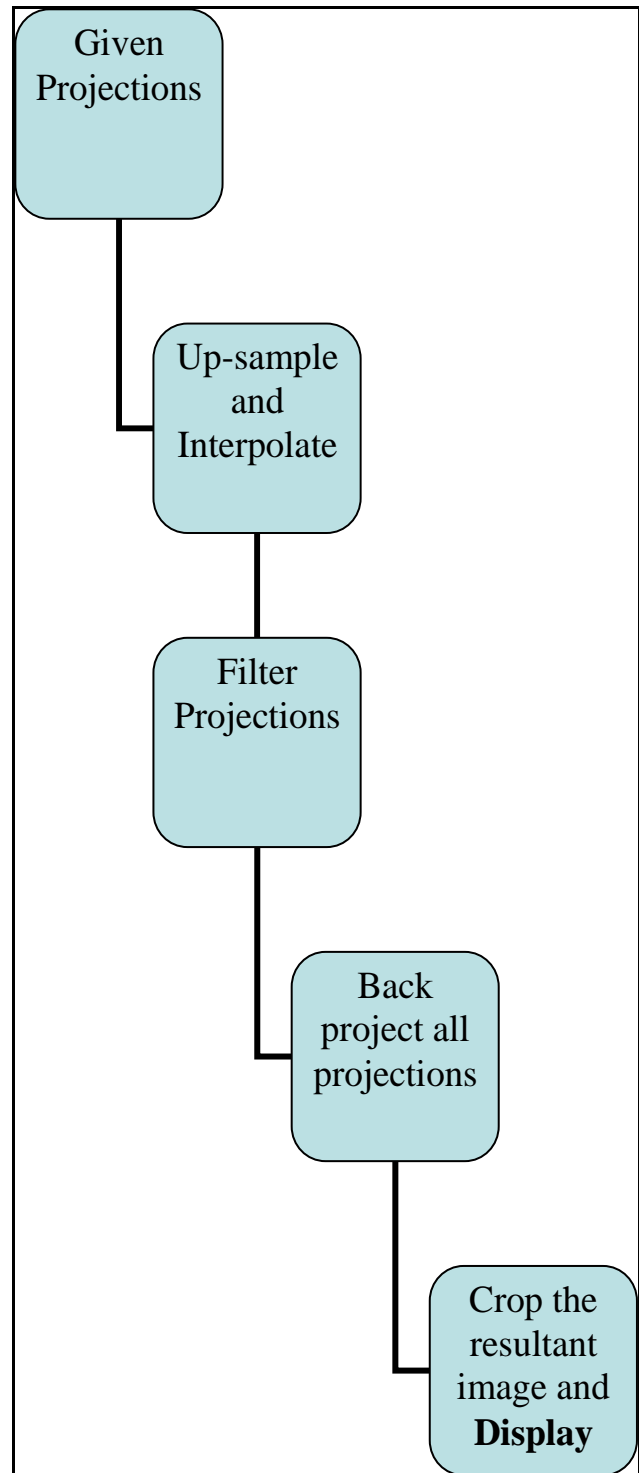 Given
Projections
Up-sample
and
Interpolate
Filter
Projections
Back
project all
projections
Crop the
resultant
image and
Display